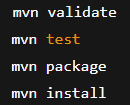 mvn validate
mvn test
mvn package
mvn install